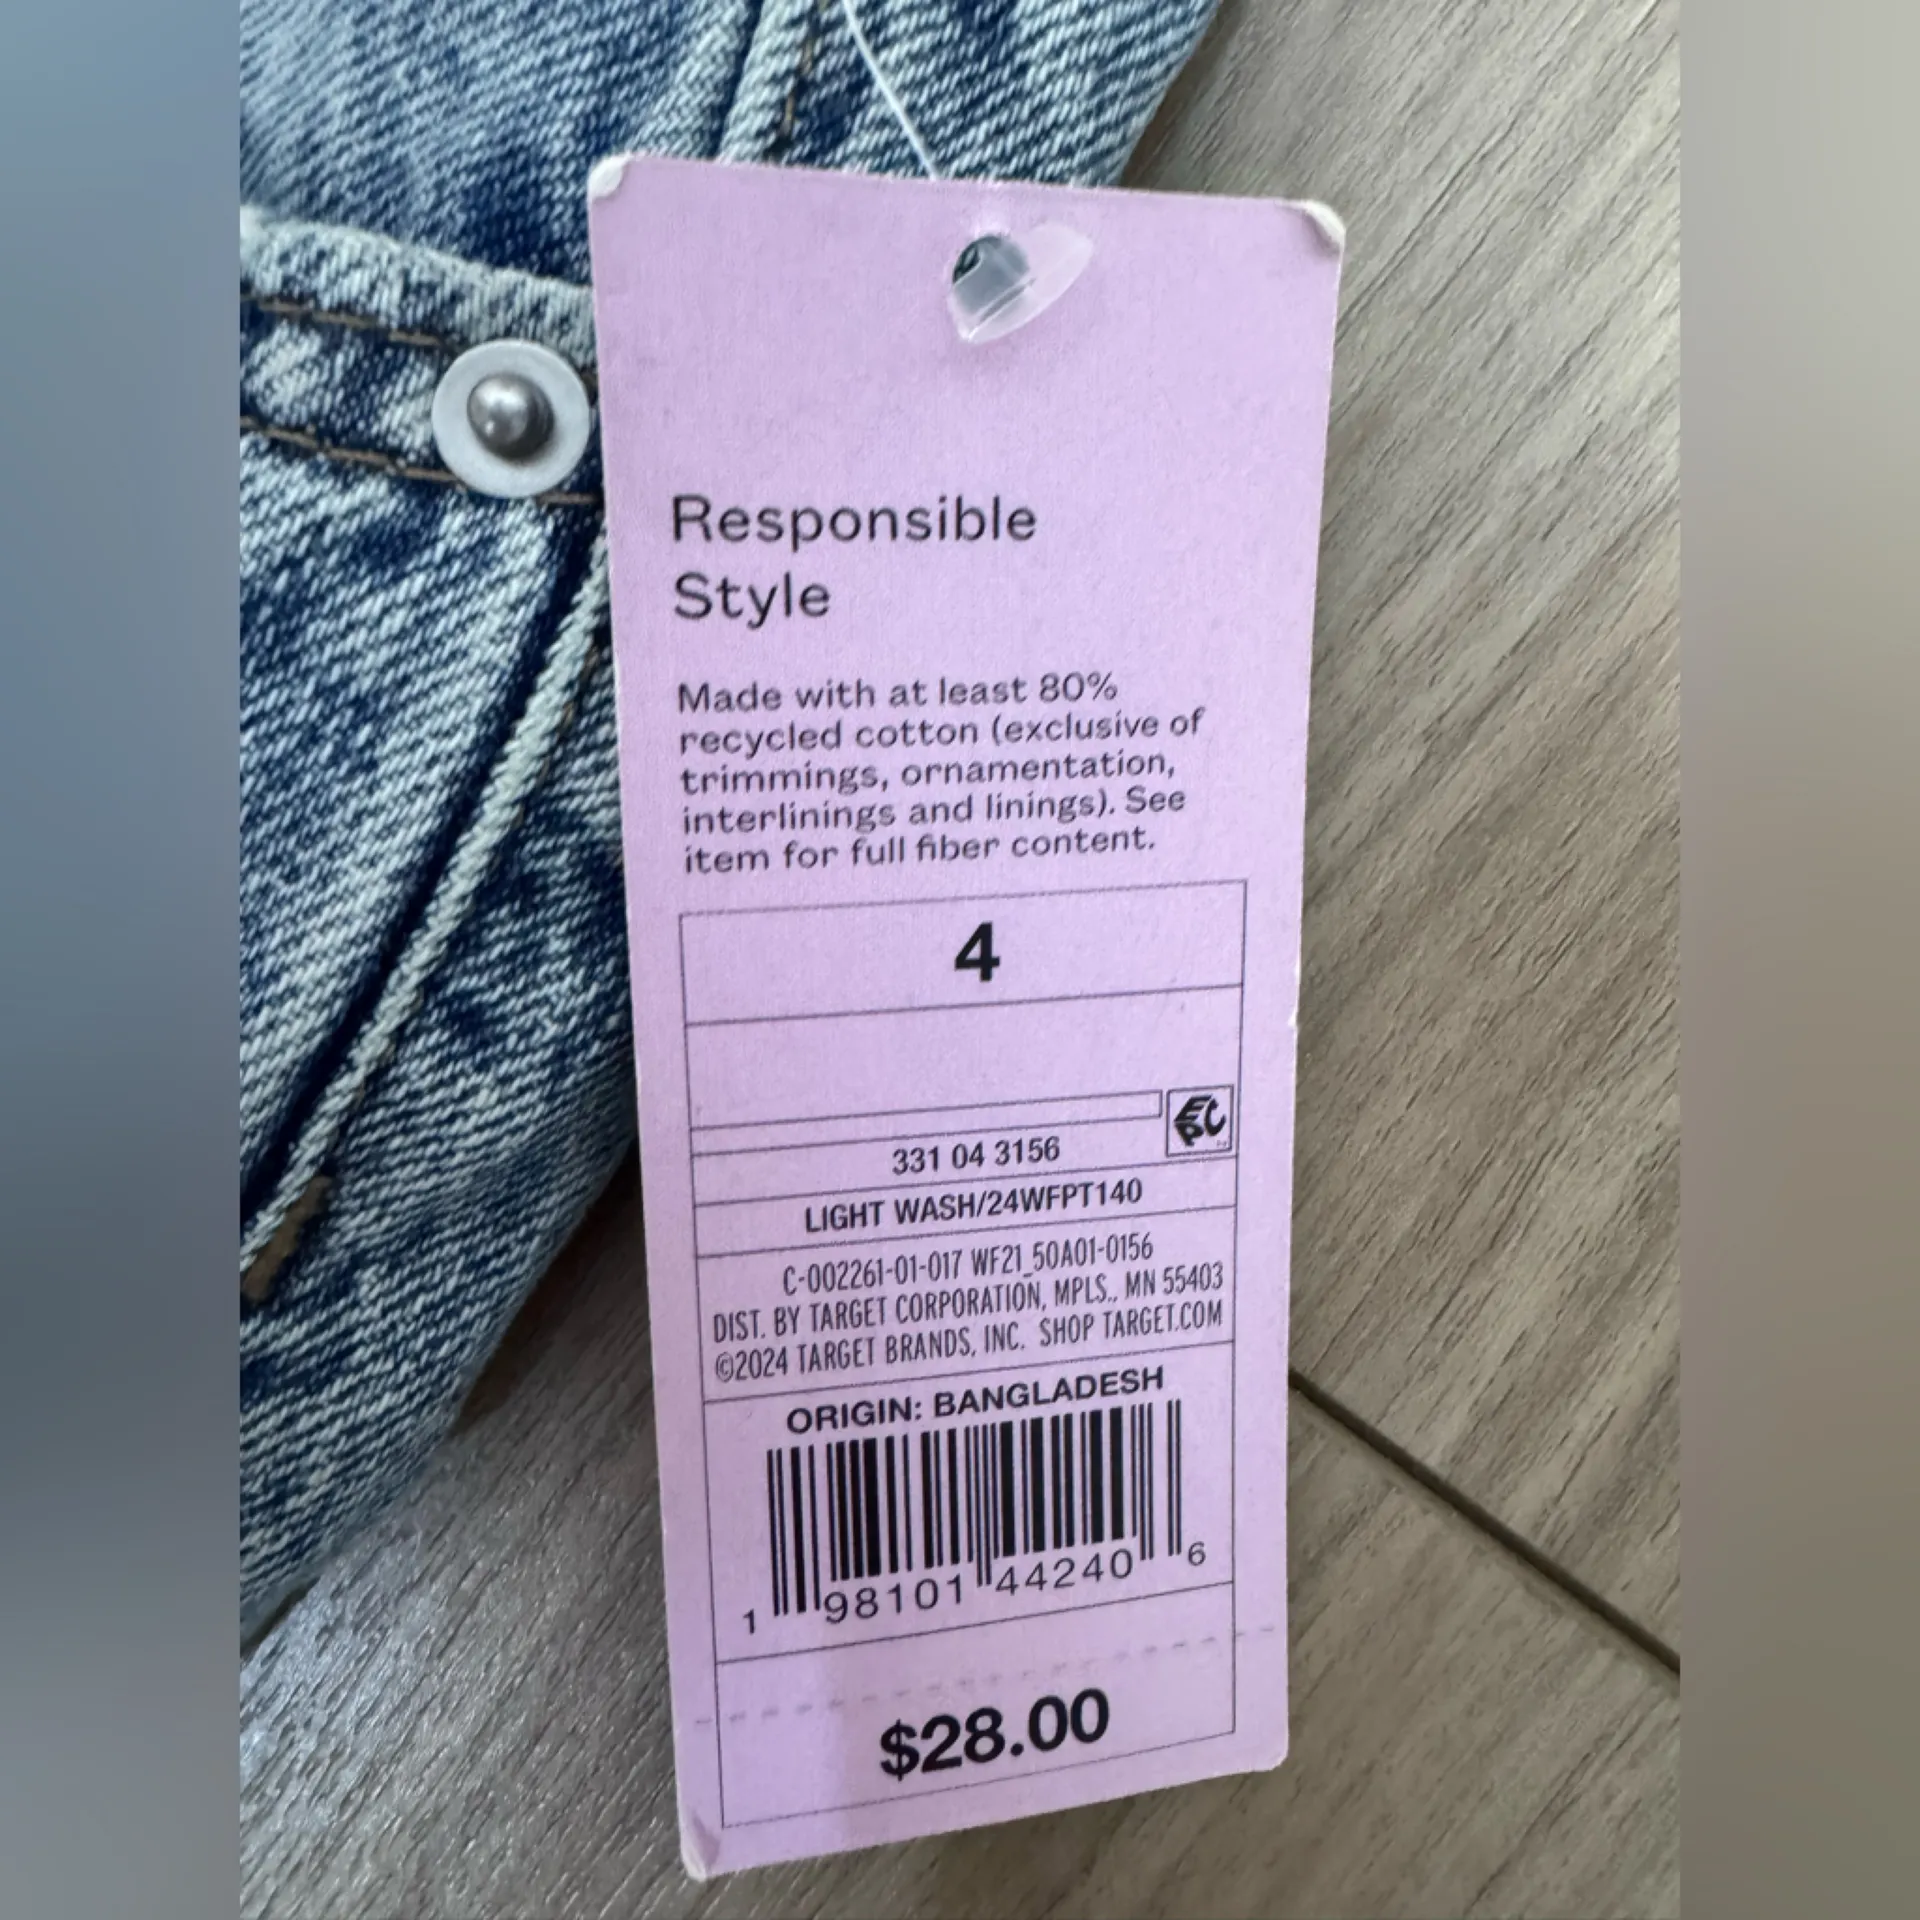 Responsible
Style
Made with at least 80%
recycled cotton (exclusive of
trimmings, ornamentation,
interlinings and linings). See
item for full fiber content.
4
EPC
331 04 3156
LIGHT WASH/24WFPT140
C-002261-01-017 WF21_50A01-0156
DIST. BY TARGET CORPORATION, MPLS., MN 55403
©2024 TARGET BRANDS, INC. SHOP TARGET.COM
ORIGIN: BANGLADESH
1 98101 44240 6
$28.00